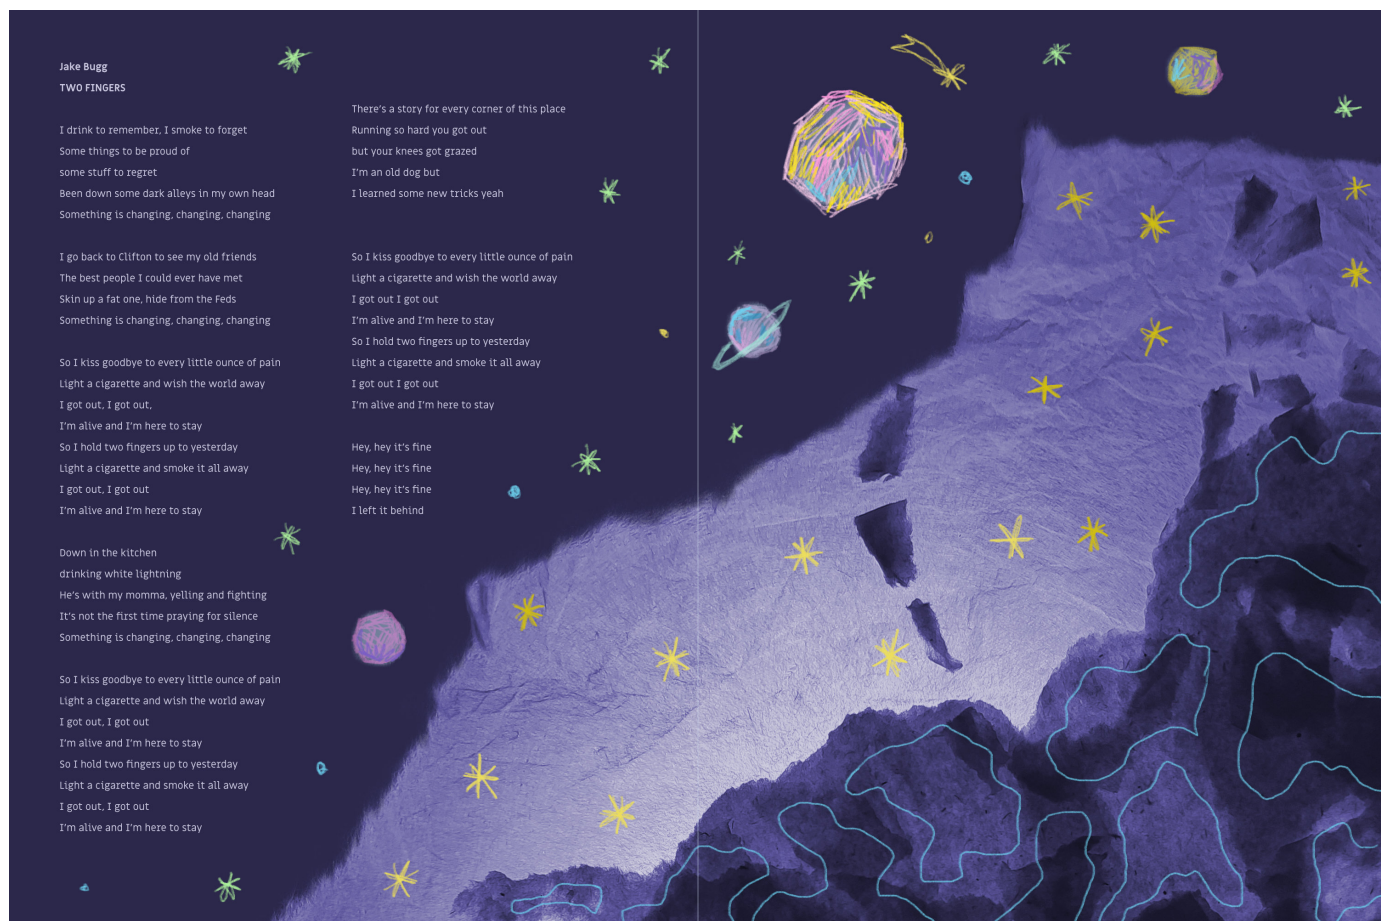 Jake Bugg
TWO FINGERS
I drink to remember, I smoke to forget
Some things to be proud of
some stuff to regret
Been down some dark alleys in my own head
Something is changing, changing, changing
I go back to Clifton to see my old friends
The best people I could ever have met
Skin up a fat one, hide from the Feds
Something is changing, changing, changing
So I kiss goodbye to every little ounce of pain
Light a cigarette and wish the world away
I got out, I got out,
I'm alive and I'm here to stay
So I hold two fingers up to yesterday
Light a cigarette and smoke it all away
I got out, I got out
I'm alive and I'm here to stay
Down in the kitchen
drinking white lightning
He's with my momma, yelling and fighting
It's not the first time praying for silence
Something is changing, changing, changing
So I kiss goodbye to every little ounce of pain
Light a cigarette and wish the world away
I got out, I got out
I'm alive and I'm here to stay
So I hold two fingers up to yesterday
Light a cigarette and smoke it all away
I got out, I got out
I'm alive and I'm here to stay
There's a story for every corner of this place
Running so hard you got out
but your knees got grazed
I'm an old dog but
I learned some new tricks yeah
So I kiss goodbye to every little ounce of pain
Light a cigarette and wish the world away
I got out I got out
I'm alive and I'm here to stay
So I hold two fingers up to yesterday
Light a cigarette and smoke it all away
I got out I got out
I'm alive and I'm here to stay
Hey, hey it's fine
Hey, hey it's fine
Hey, hey it's fine
I left it behind